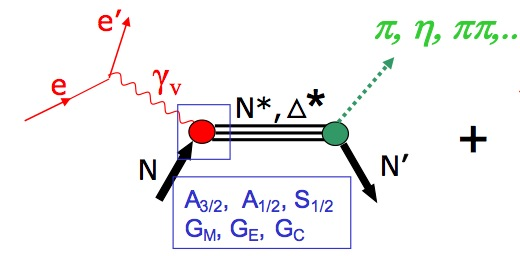 e′
π, η, ππ,..
e
γv
N*, Δ*
+
N
N′
A3/2, A1/2, S1/2
GM, GE, GC